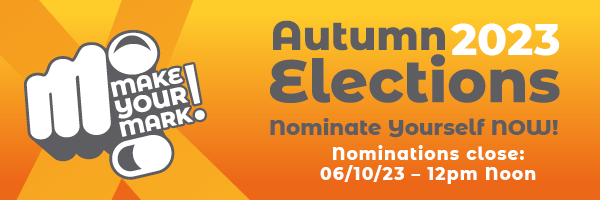 MAKE
YOUR
MARK!
Autumn 2023
Elections
Nominate Yourself NOW!
Nominations close:
06/10/23 – 12pm Noon